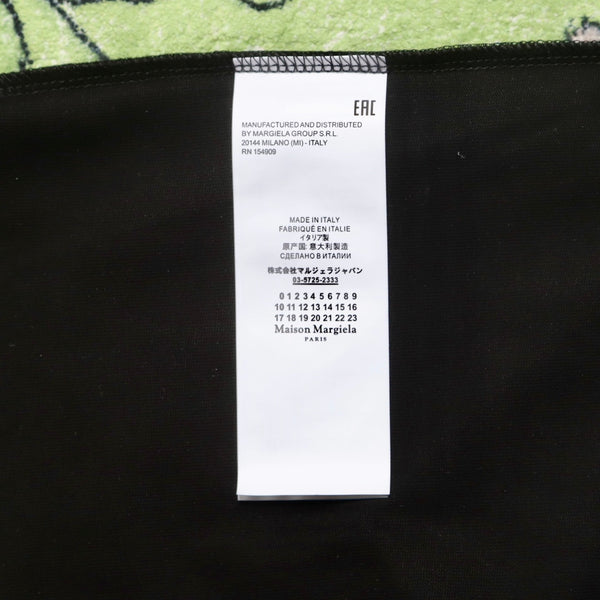 EAC
MANUFACTURED AND DISTRIBUTED
BY MARGIELA GROUP S.R.L.
20144 MILANO (MI) - ITALY
RN 154909
MADE IN ITALY
FABRIQUÉ EN ITALIE
イタリア製
原产国: 意大利製造
СДЕЛАНО В ИТАЛИИ
株式会社マルジェラジャパン
03-5725-2333
0 1 2 3 4 5 6 7 8 9
10 11 12 13 14 15 16
17 18 19 20 21 22 23
Maison Margiela
PARIS